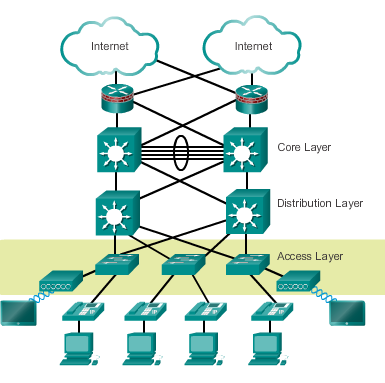 Internet
Internet
Core Layer
Distribution Layer
Access Layer